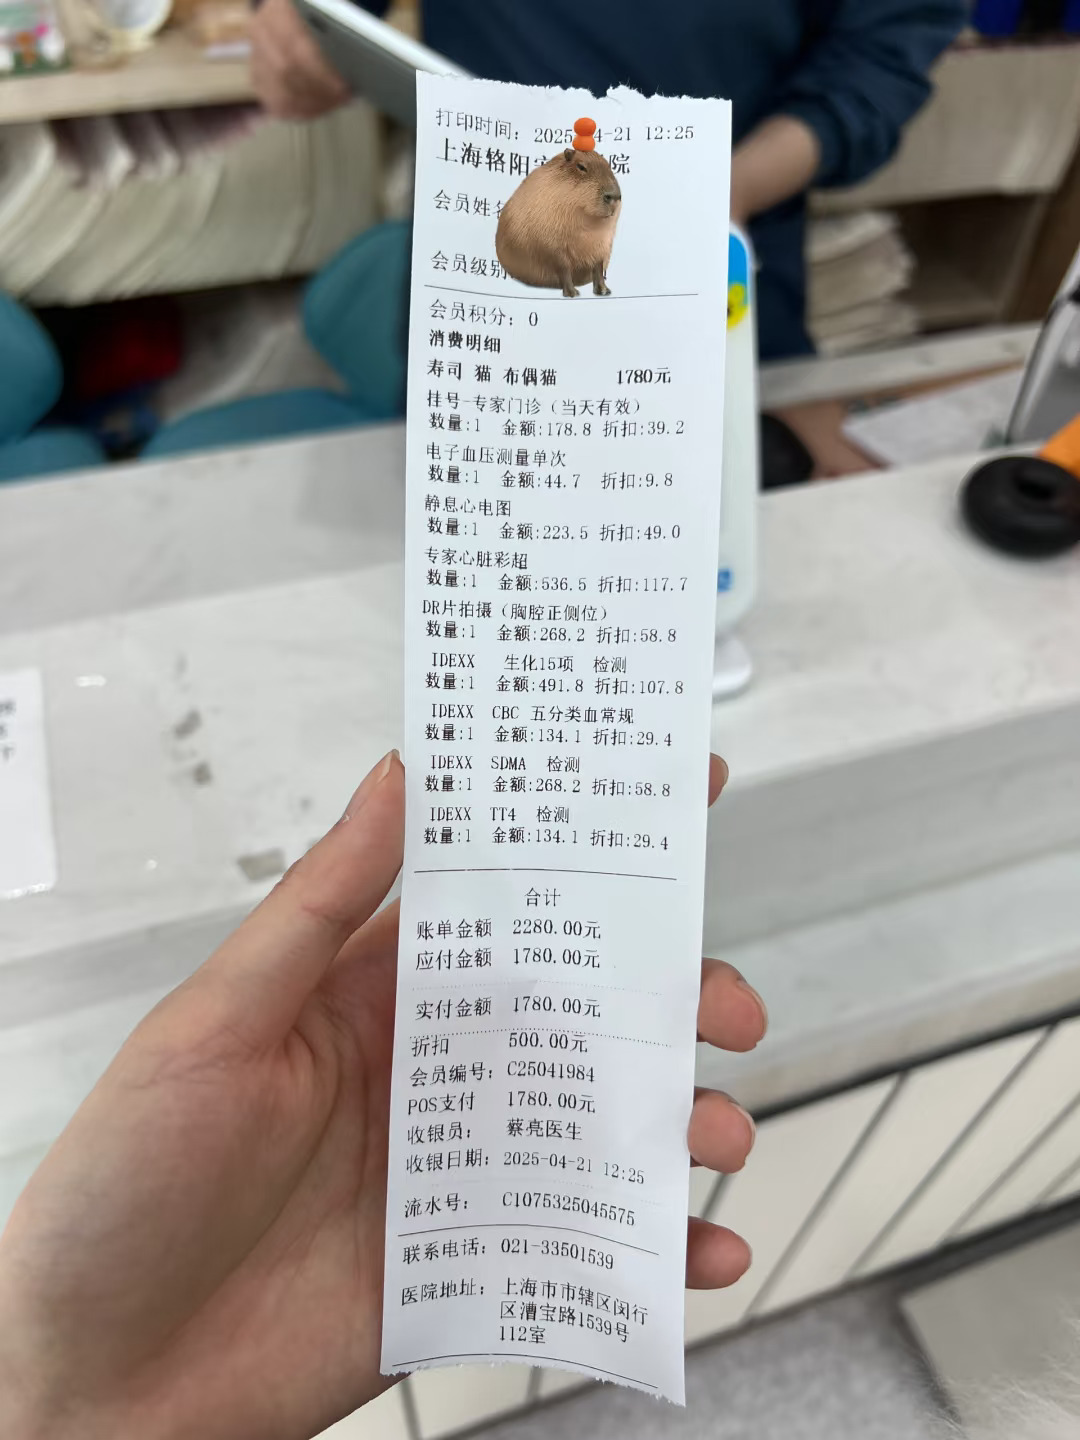 打印时间: 2025 4-21 12:25
上海辂阳 院
会员姓
会员级别
会员积分: 0
消费明细
寿司 猫 布偶猫 1780元
挂号-专家门诊（当天有效）
数量:1 金额:178.8 折扣:39.2
电子血压测量单次
数量:1 金额:44.7 折扣:9.8
静息心电图
数量:1 金额:223.5 折扣:49.0
专家心脏彩超
数量:1 金额:536.5 折扣:117.7
DR片拍摄（胸腔正侧位）
数量:1 金额:268.2 折扣:58.8
IDEXX 生化15项 检测
数量:1 金额:491.8 折扣:107.8
IDEXX CBC 五分类血常规
数量:1 金额:134.1 折扣:29.4
IDEXX SDMA 检测
数量:1 金额:268.2 折扣:58.8
IDEXX TT4 检测
数量:1 金额:134.1 折扣:29.4
合计
账单金额 2280.00元
应付金额 1780.00元
实付金额 1780.00元
折扣 500.00元
会员编号: C25041984
POS支付 1780.00元
收银员: 蔡亮医生
收银日期: 2025-04-21 12:25
流水号: C1075325045575
联系电话: 021-33501539
医院地址: 上海市市辖区闵行
区漕宝路1539号
112室